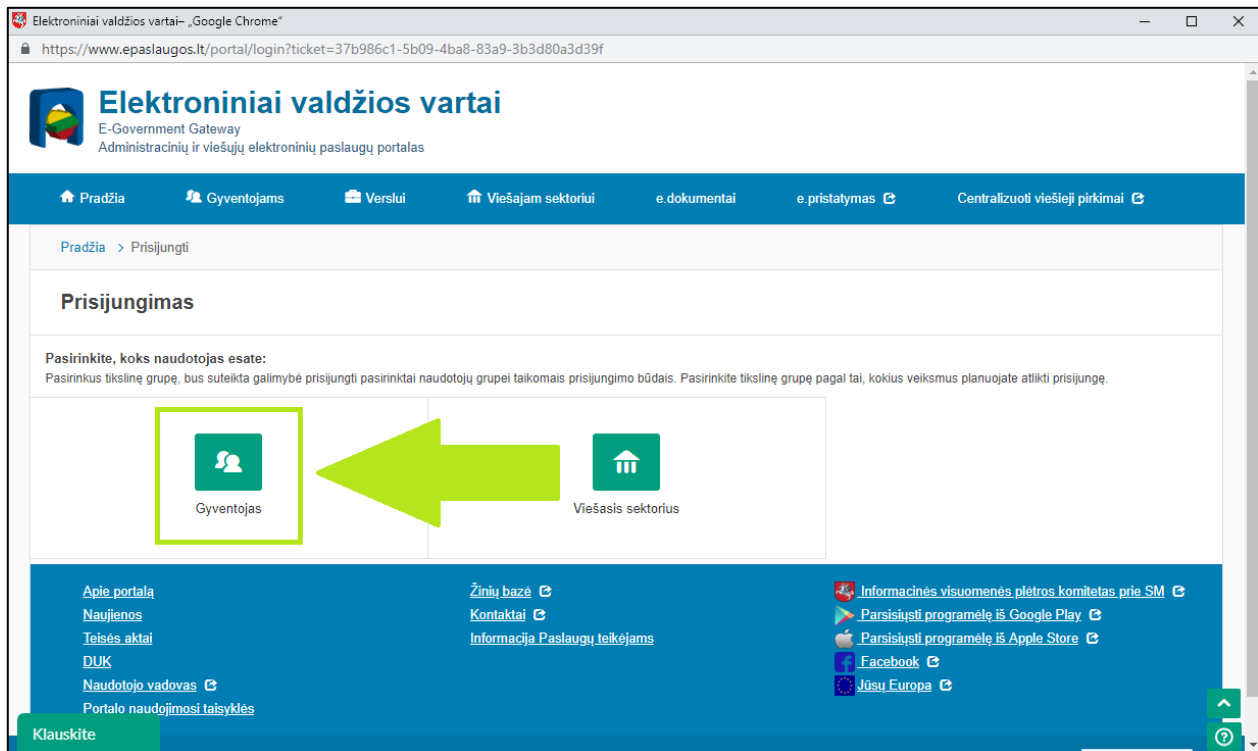 Elektroniniai valdžios vartai– „Google Chrome“
https://www.epaslaugos.lt/portal/login?ticket=37b986c1-5b09-4ba8-83a9-3b3d80a3d39f
Elektroniniai valdžios vartai
E-Government Gateway
Administracinių ir viešųjų elektroninių paslaugų portalas
Pradžia Gyventojams Verslui Viešajam sektoriui e.dokumentai e.pristatymas Centralizuoti viešieji pirkimai
Pradžia > Prisijungti
Prisijungimas
Pasirinkite, koks naudotojas esate:
Pasirinkus tikslinę grupę, bus suteikta galimybė prisijungti pasirinktai naudotojų grupei taikomais prisijungimo būdais. Pasirinkite tikslinę grupę pagal tai, kokius veiksmus planuojate atlikti prisijungę.
Gyventojas Viešasis sektorius
Apie portalą
Naujienos
Teisės aktai
DUK
Naudotojo vadovas
Portalo naudojimosi taisyklės
Žinių bazė
Kontaktai
Informacija Paslaugų teikėjams
Informacinės visuomenės plėtros komitetas prie SM
Parsisiųsti programėlę iš Google Play
Parsisiųsti programėlę iš Apple Store
Facebook
Jūsų Europa
Klauskite